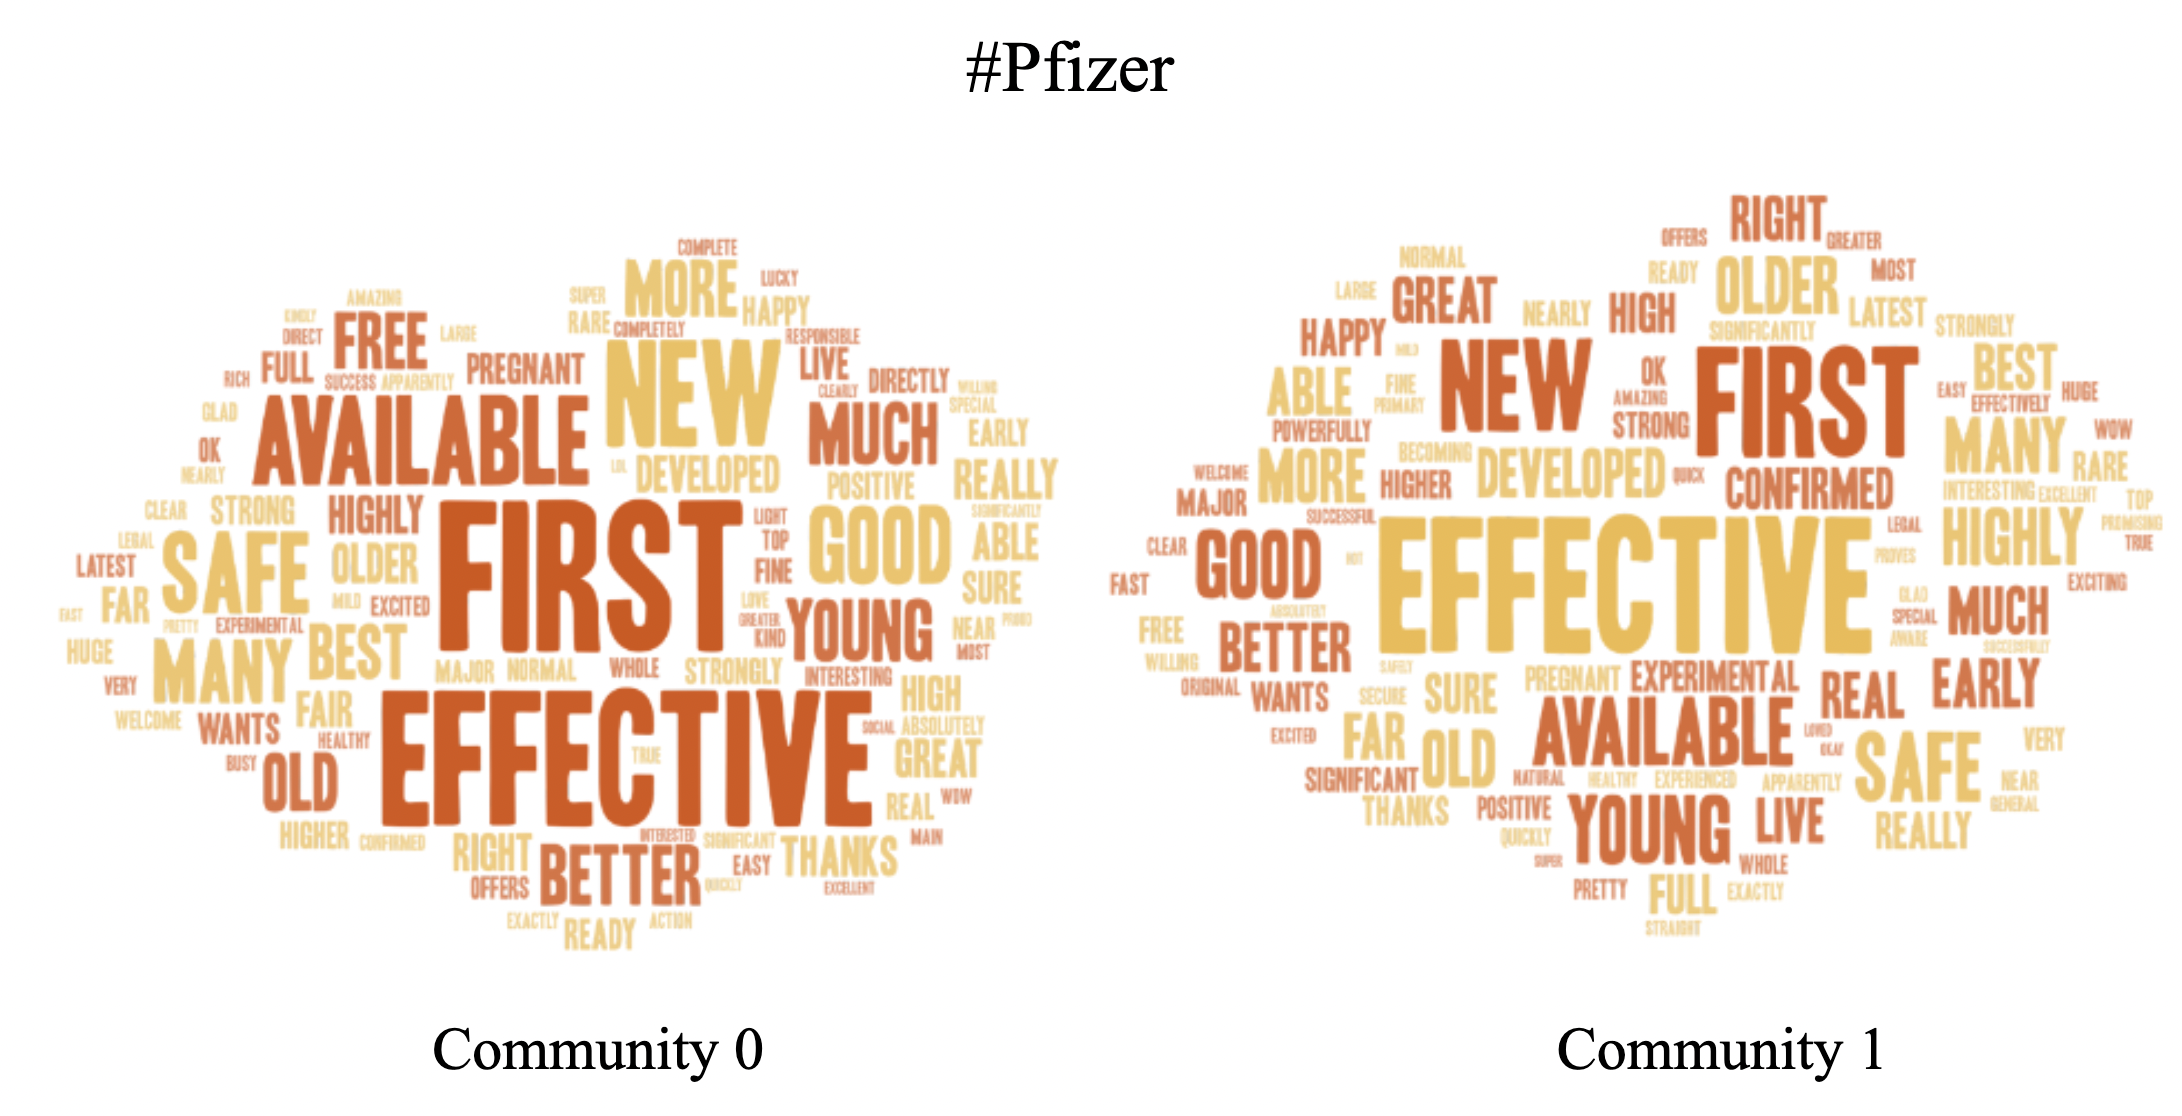 #Pfizer
COMPLETE
MORE
LUCKY
SUPER
HAPPY
AMAZING
RARE
COMPLETELY
RESPONSIBLE
KINDLY
DIRECT
FREE
LARGE
NEW
LIVE
FULL
PREGNANT
RICH
SUCCESS
APPARENTLY
CLEARLY
DIRECTLY
WILLING
SPECIAL
GLAD
AVAILABLE
MUCH
EARLY
OK
NEARLY
LOL
DEVELOPED
POSITIVE
REALLY
CLEAR
STRONG
HIGHLY
FIRST
LIGHT
GOOD
SIGNIFICANTLY
LEGAL
SAFE
OLDER
TOP
ABLE
LATEST
FINE
SURE
FAR
MILD
EXCITED
LOVE
YOUNG
FAST
PRETTY
EXPERIMENTAL
GREATER
KIND
NEAR
PROUD
HUGE
MANY
BEST
MOST
MAJOR
NORMAL
WHOLE
STRONGLY
INTERESTING
VERY
HIGH
WELCOME
WANTS
FAIR
EFFECTIVE
SOCIAL
ABSOLUTELY
HEALTHY
TRUE
GREAT
BUSY
OLD
REAL
WOW
HIGHER
CONFIRMED
RIGHT
INTERESTED
SIGNIFICANT
THANKS
MAIN
OFFERS
BETTER
EASY
QUICKLY
EXCELLENT
EXACTLY
READY
ACTION
Community 0
RIGHT
OFFERS
GREATER
NORMAL
READY
OLDER
MOST
LARGE
GREAT
NEARLY
HIGH
LATEST
HAPPY
MILD
SIGNIFICANTLY
STRONGLY
NEW
OK
FIRST
BEST
ABLE
FINE
PRIMARY
AMAZING
EASY
EFFECTIVELY
HUGE
POWERFULLY
STRONG
MANY
WOW
BECOMING
WELCOME
MORE
HIGHER
DEVELOPED
QUICK
CONFIRMED
RARE
MAJOR
INTERESTING
EXCELLENT
TOP
SUCCESSFUL
EFFECTIVE
LEGAL
HIGHLY
PROMISING
CLEAR
GOOD
HOT
PROVES
TRUE
FAST
EXCITING
ABSOLUTELY
GLAD
SPECIAL
MUCH
FREE
BETTER
AWARE
SUCCESSFULLY
WILLING
SAFELY
ORIGINAL
WANTS
SECURE
SURE
PREGNANT
EXPERIMENTAL
REAL
EARLY
EXCITED
FAR
OLD
AVAILABLE
LOVED
OKAY
SAFE
VERY
SIGNIFICANT
NATURAL
HEALTHY
EXPERIENCED
APPARENTLY
NEAR
THANKS
POSITIVE
YOUNG
LIVE
GENERAL
QUICKLY
REALLY
SUPER
WHOLE
PRETTY
FULL
EXACTLY
STRAIGHT
Community 1